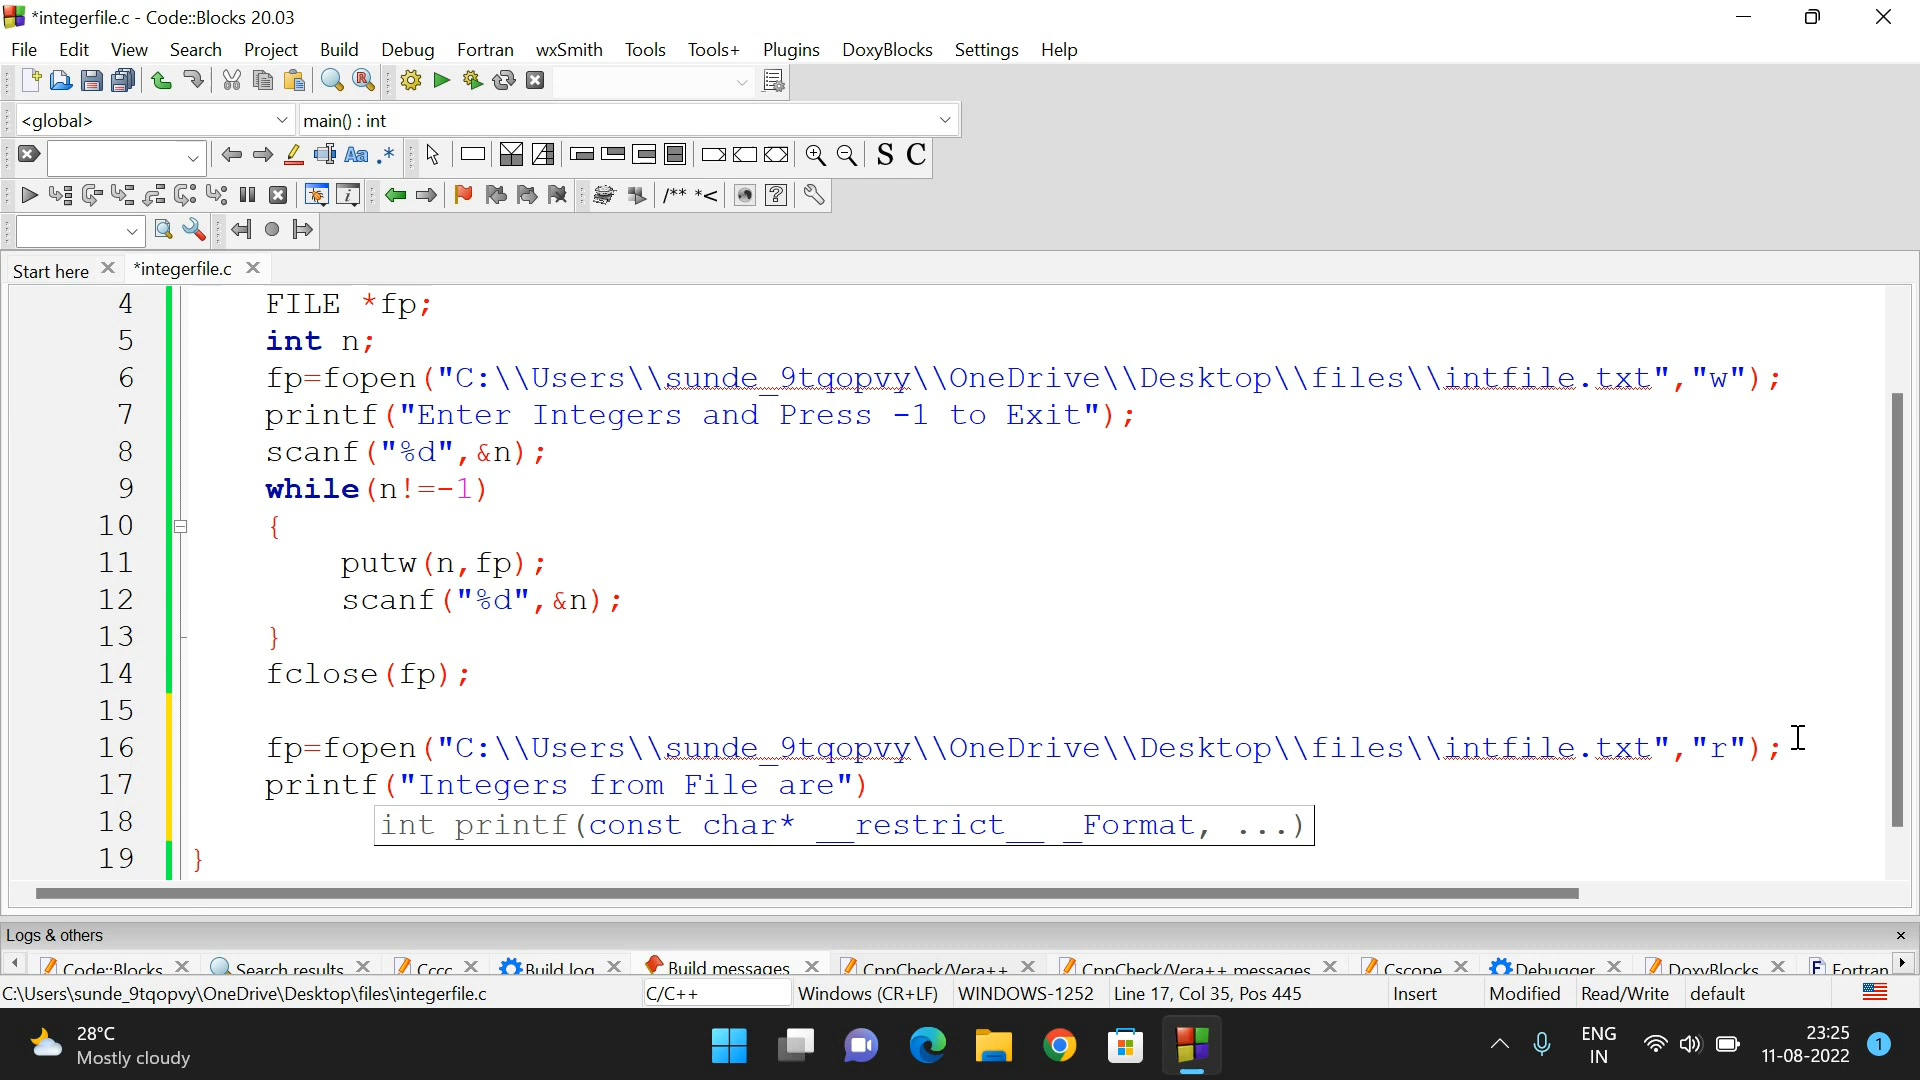 *integerfile.c - Code::Blocks 20.03
File Edit View Search Project Build Debug Fortran wxSmith Tools Tools+ Plugins DoxyBlocks Settings Help
<global> main() : int
S C
/** *<
Start here *integerfile.c
4 FILE *fp;
5 int n;
6 fp=fopen("C:\\Users\\sunde_9tqopvy\\OneDrive\\Desktop\\files\\intfile.txt","w");
7 printf("Enter Integers and Press -1 to Exit");
8 scanf("%d",&n);
9 while(n!=-1)
10 {
11 putw(n,fp);
12 scanf("%d",&n);
13 }
14 fclose(fp);
15
16 fp=fopen("C:\\Users\\sunde_9tqopvy\\OneDrive\\Desktop\\files\\intfile.txt","r");
17 printf("Integers from File are")
18 int printf(const char* __restrict__ _Format, ...)
19 }
Logs & others
Code::Blocks Search results Cccc Build log Build messages CppCheck/Vera++ CppCheck/Vera++ messages Cscope Debugger DoxyBlocks Fortran
C:\Users\sunde_9tqopvy\OneDrive\Desktop\files\integerfile.c C/C++ Windows (CR+LF) WINDOWS-1252 Line 17, Col 35, Pos 445 Insert Modified Read/Write default
28°C
Mostly cloudy
ENG
IN
23:25
11-08-2022
1